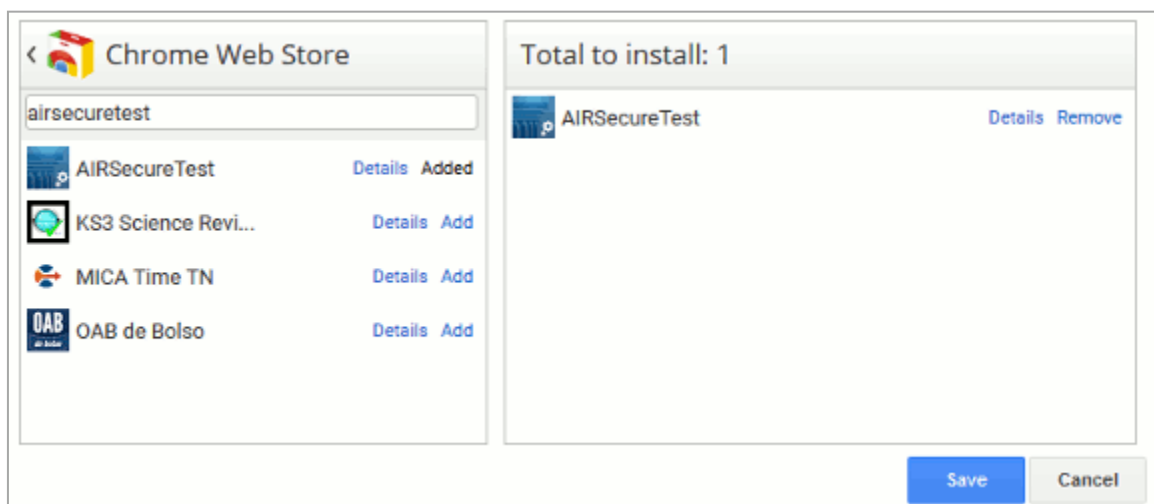 ‹ Chrome Web Store
airsecuretest
AIRSecureTest Details Added
KS3 Science Revi... Details Add
MICA Time TN Details Add
OAB
OAB de Bolso Details Add
Total to install: 1
AIRSecureTest Details Remove
Save Cancel